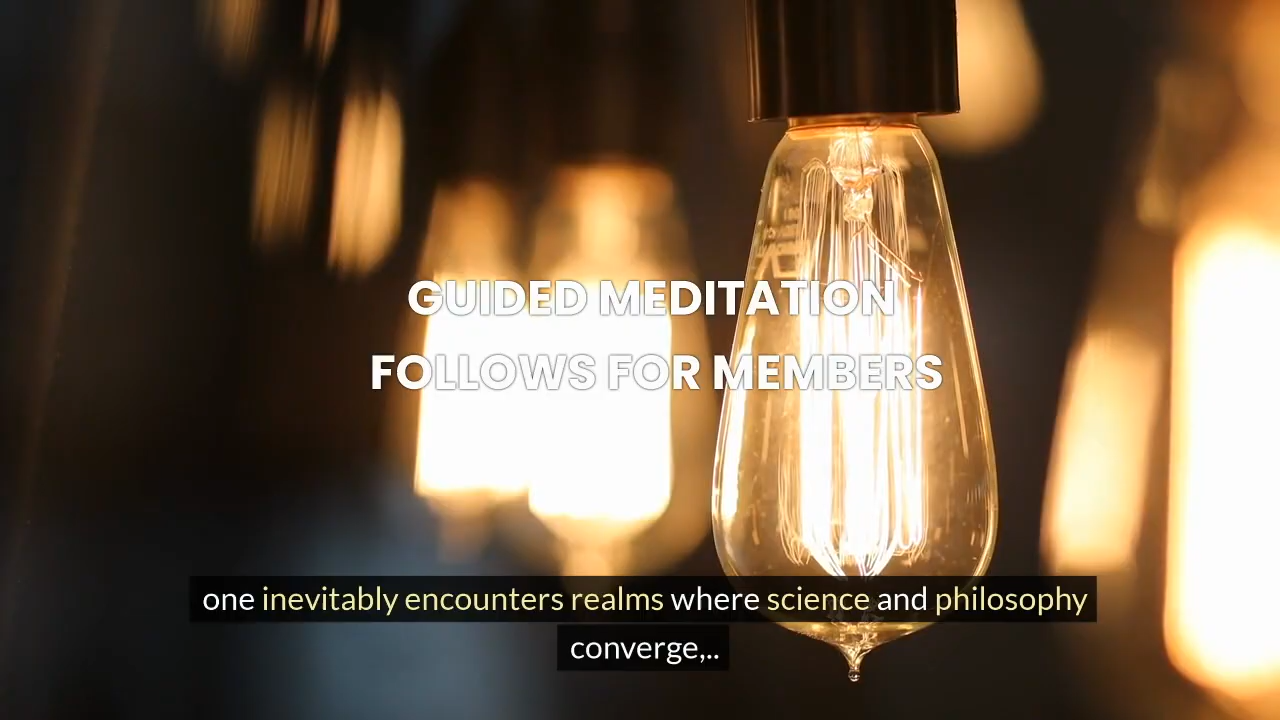 GUIDED MEDITATION
FOLLOWS FOR MEMBERS
one inevitably encounters realms where science and philosophy
converge,..